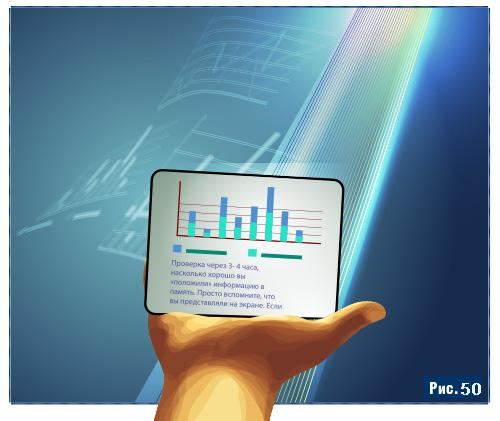 Проверка через 3- 4 часа,
насколько хорошо вы
«положили» информацию в
память. Просто вспомните, что
вы представляли на экране. Если
Рис.50